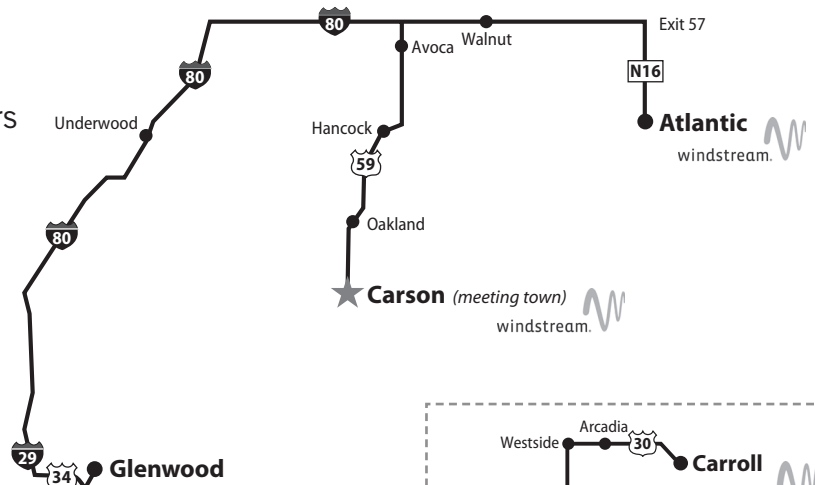 80
Exit 57
Avoca
Walnut
80
N16
rs
Underwood
Hancock
Atlantic
windstream.
59
Oakland
80
Carson (meeting town)
windstream.
Arcadia
Westside
30
Carroll
29
34
Glenwood